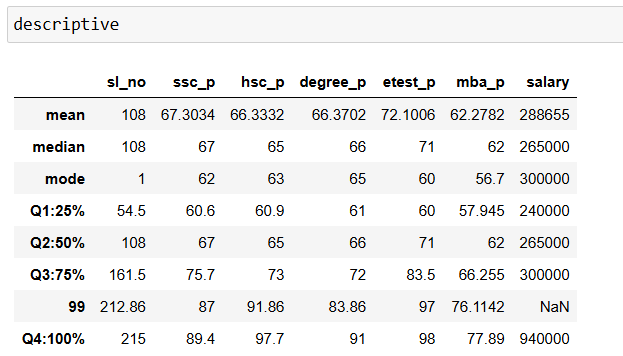 descriptive
sl_no ssc_p hsc_p degree_p etest_p mba_p salary
mean 108 67.3034 66.3332 66.3702 72.1006 62.2782 288655
median 108 67 65 66 71 62 265000
mode 1 62 63 65 60 56.7 300000
Q1:25% 54.5 60.6 60.9 61 60 57.945 240000
Q2:50% 108 67 65 66 71 62 265000
Q3:75% 161.5 75.7 73 72 83.5 66.255 300000
99 212.86 87 91.86 83.86 97 76.1142 NaN
Q4:100% 215 89.4 97.7 91 98 77.89 940000